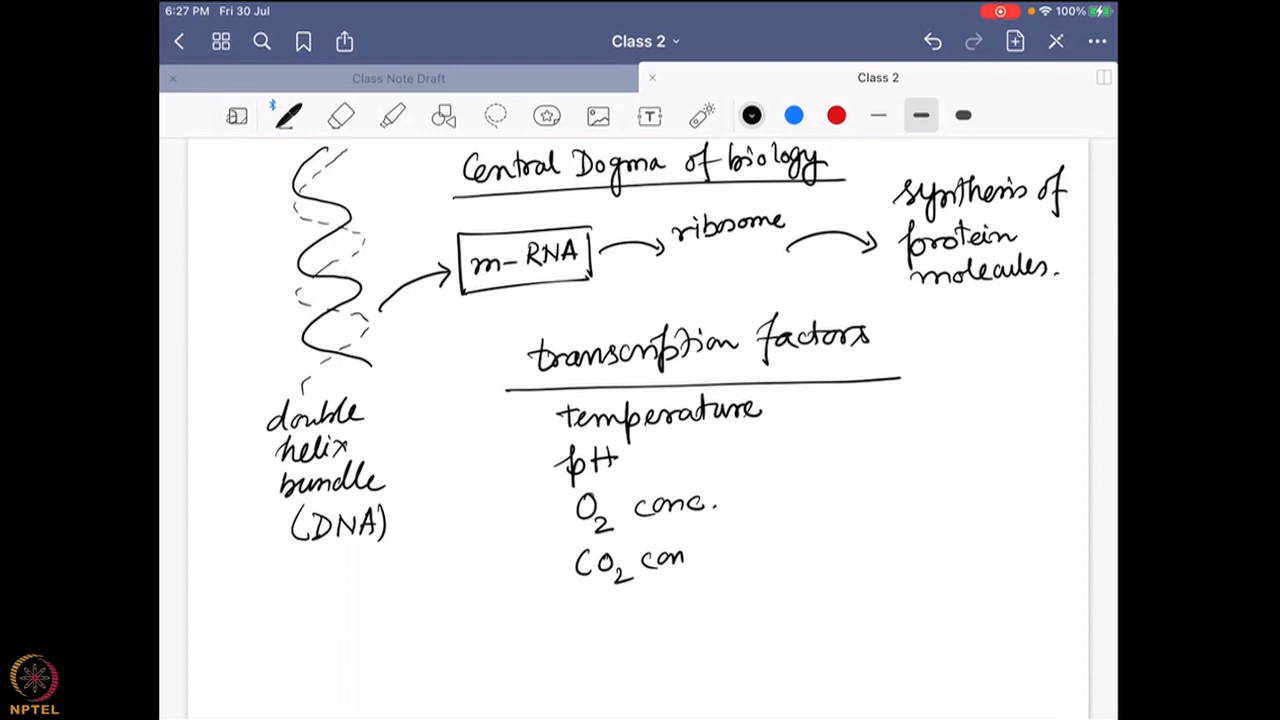 6:27 PM Fri 30 Jul
100%
Class 2
Class Note Draft
Class 2
Central Dogma of biology
m-RNA
ribosome
synthesis of
protein
molecules.
transcription factors
temperature
pH
O2 conc.
CO2 con
double
helix
bundle
(DNA)
NPTEL